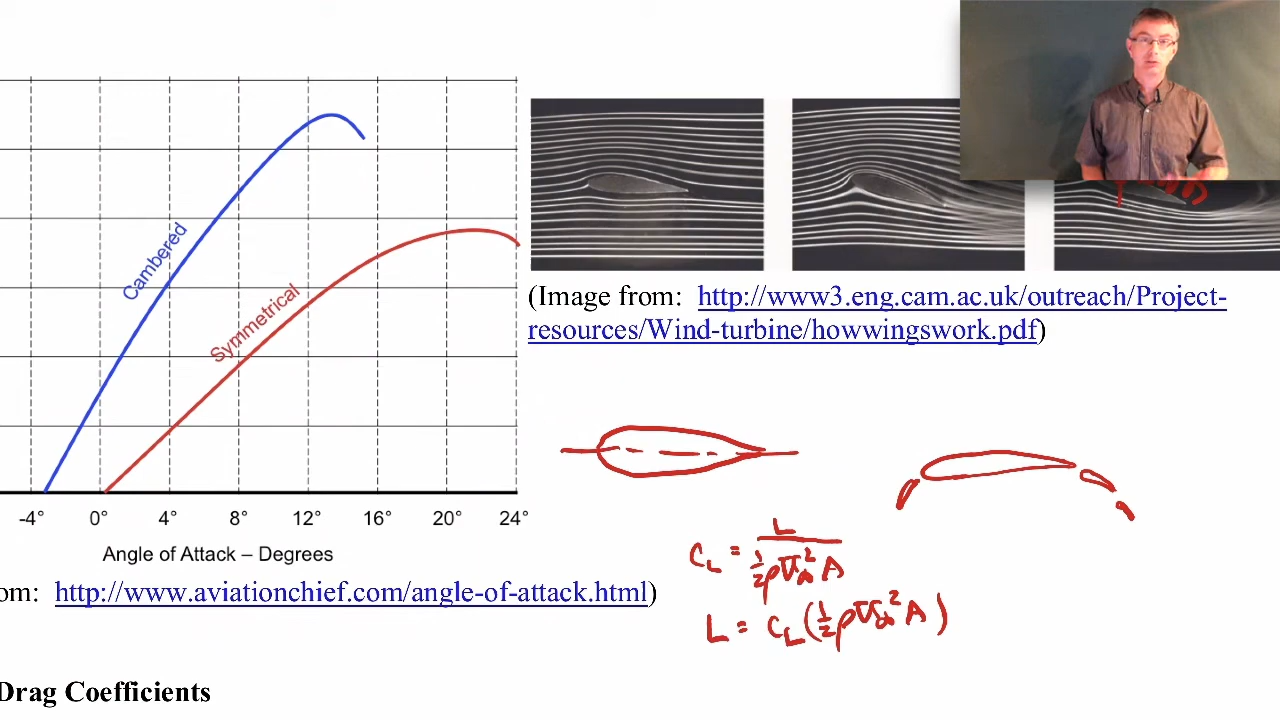 Cambered
Symmetrical
-4° 0° 4° 8° 12° 16° 20° 24°
Angle of Attack – Degrees
om: http://www.aviationchief.com/angle-of-attack.html)
(Image from: http://www3.eng.cam.ac.uk/outreach/Project-
resources/Wind-turbine/howwingswork.pdf)
C_L = L / (½ρV∞²A)
L = C_L(½ρV∞²A)
Drag Coefficients